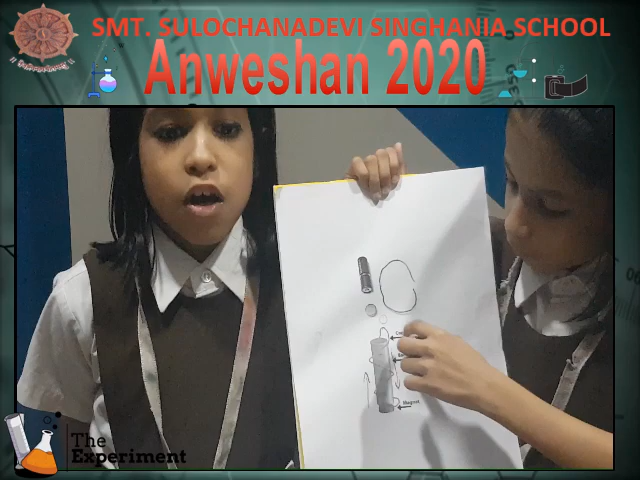 SMT. SULOCHANADEVI SINGHANIA SCHOOL
Anweshan 2020
Magnet
The
Experiment